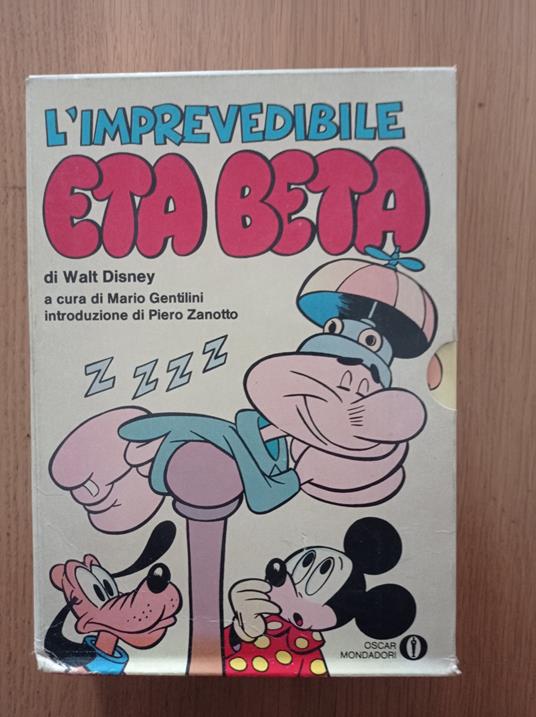 L'IMPREVEDIBILE
ETA BETA
di Walt Disney
a cura di Mario Gentilini
introduzione di Piero Zanotto
Z Z Z Z
OSCAR
MONDADORI